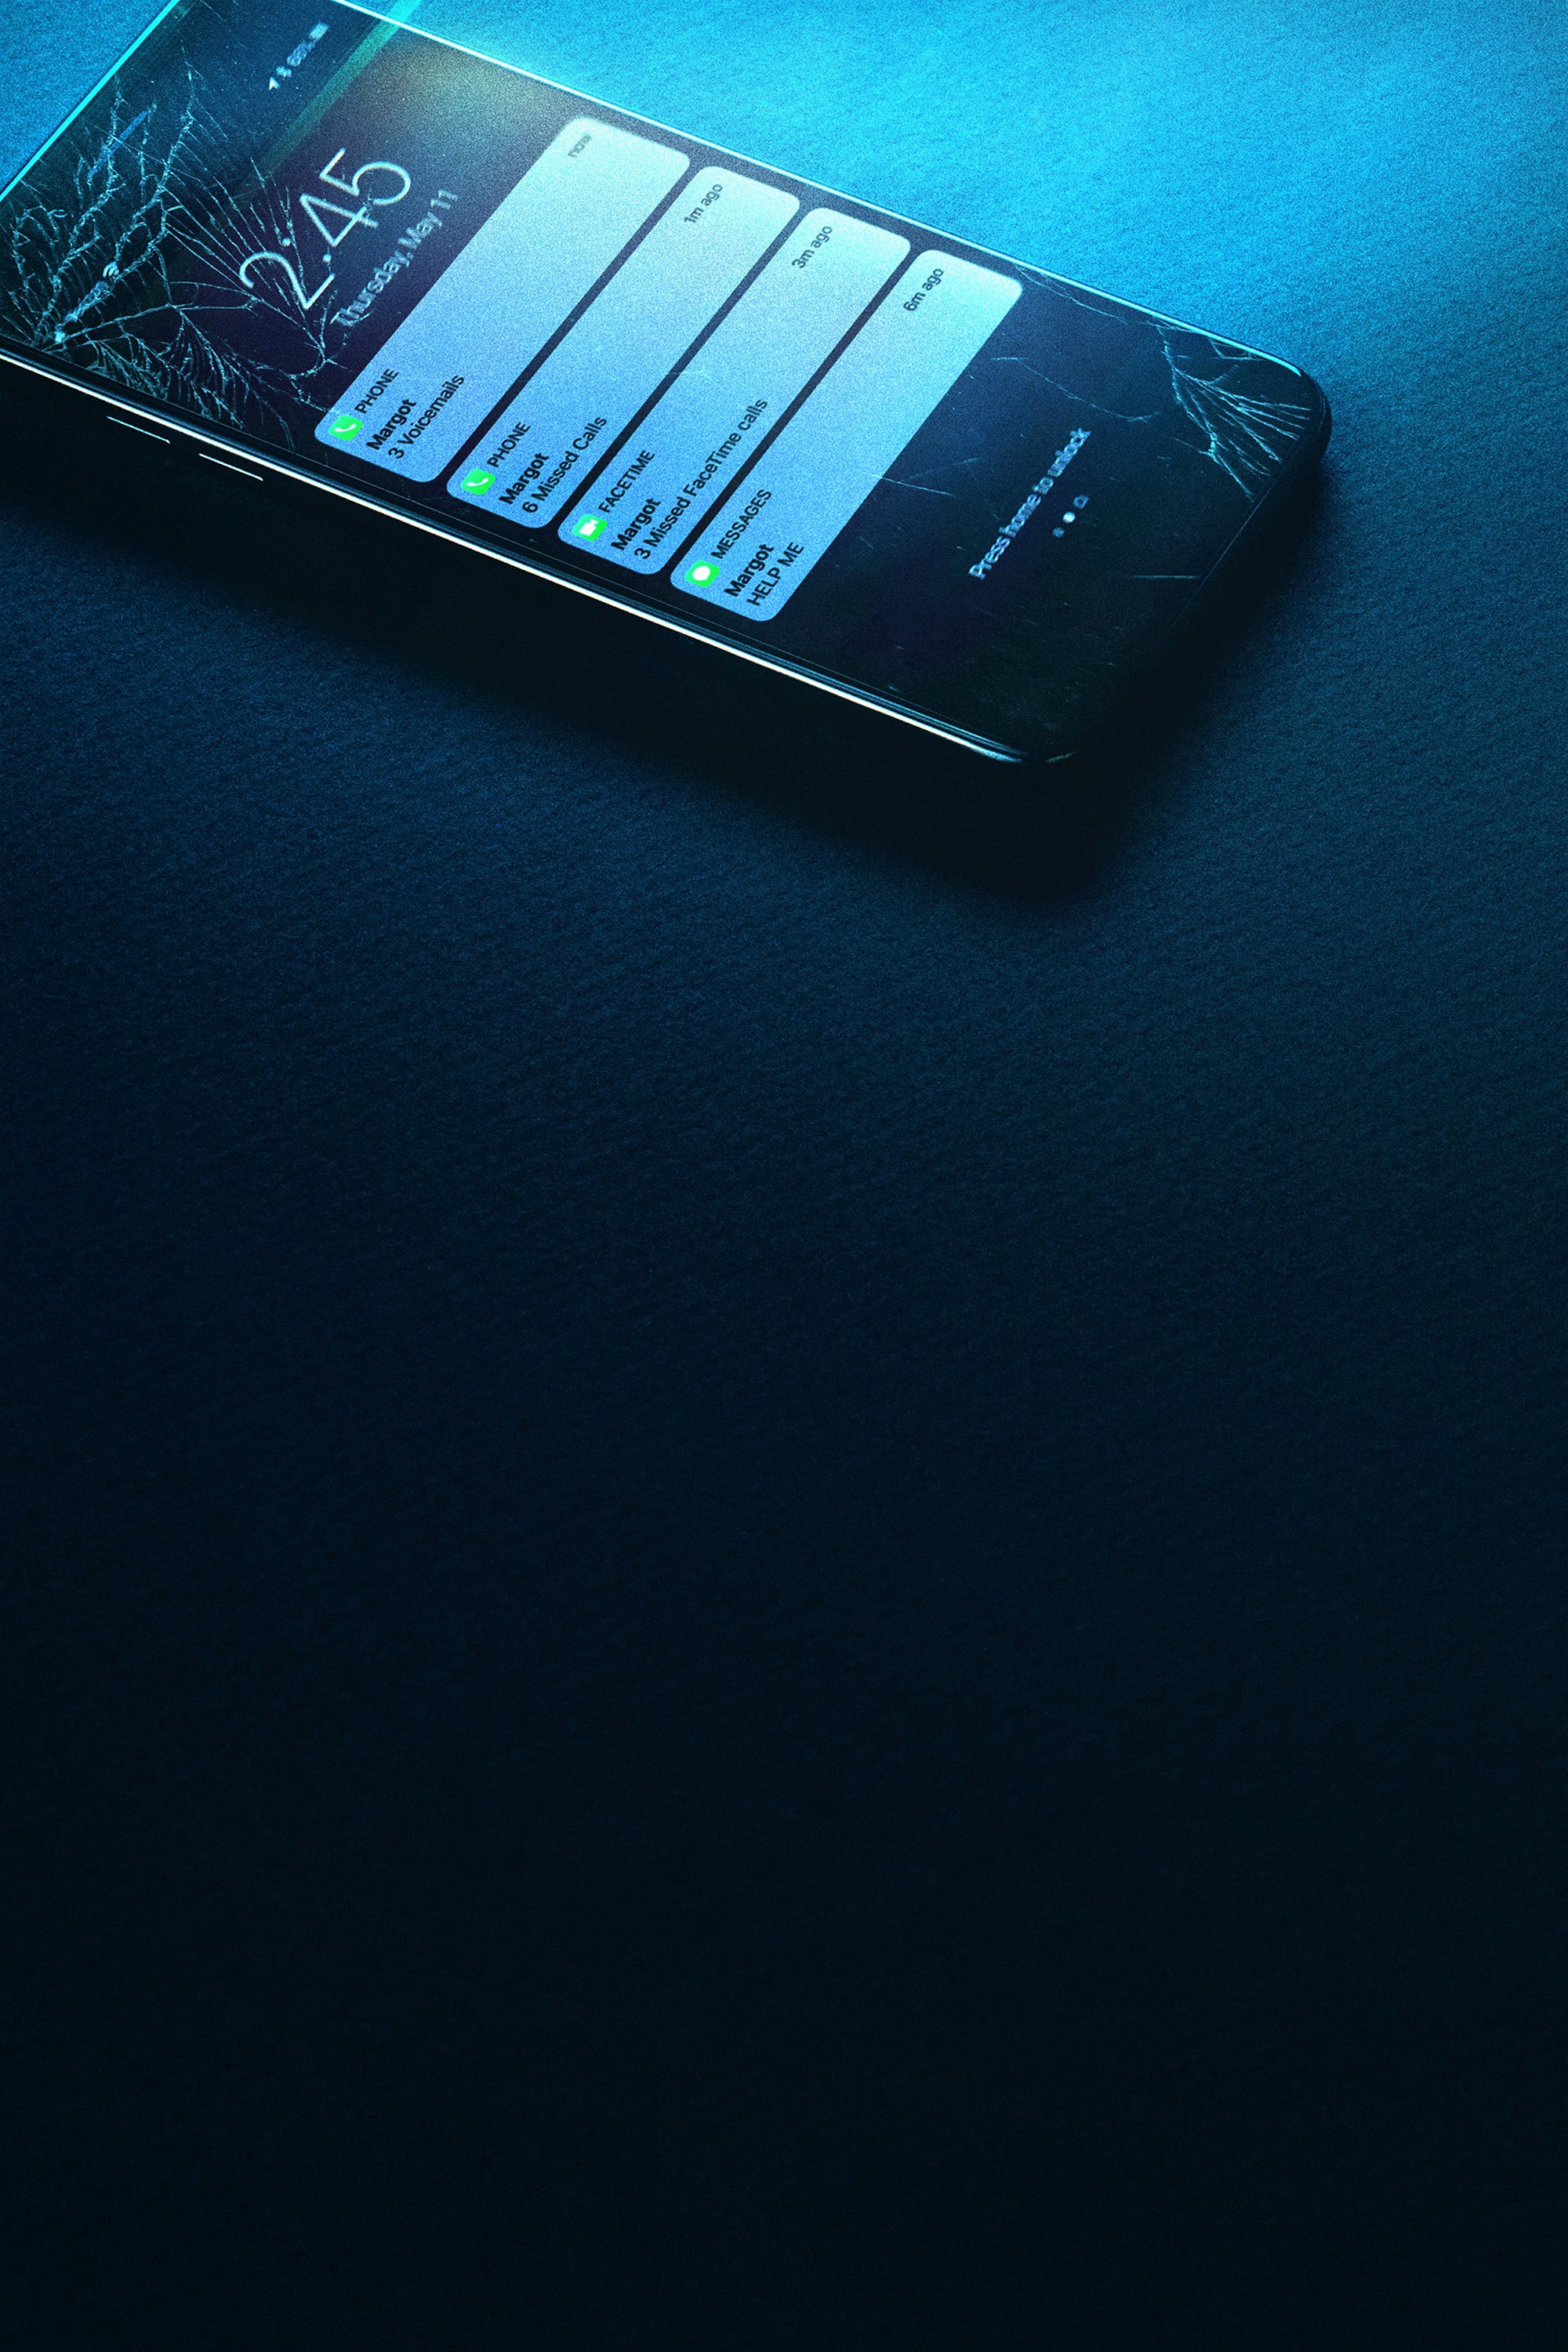 2:45
Thursday, May 11
PHONE
now
Margot
3 Voicemails
PHONE
1m ago
Margot
6 Missed Calls
FACETIME
3m ago
Margot
3 Missed FaceTime calls
MESSAGES
6m ago
Margot
HELP ME
Press home to unlock